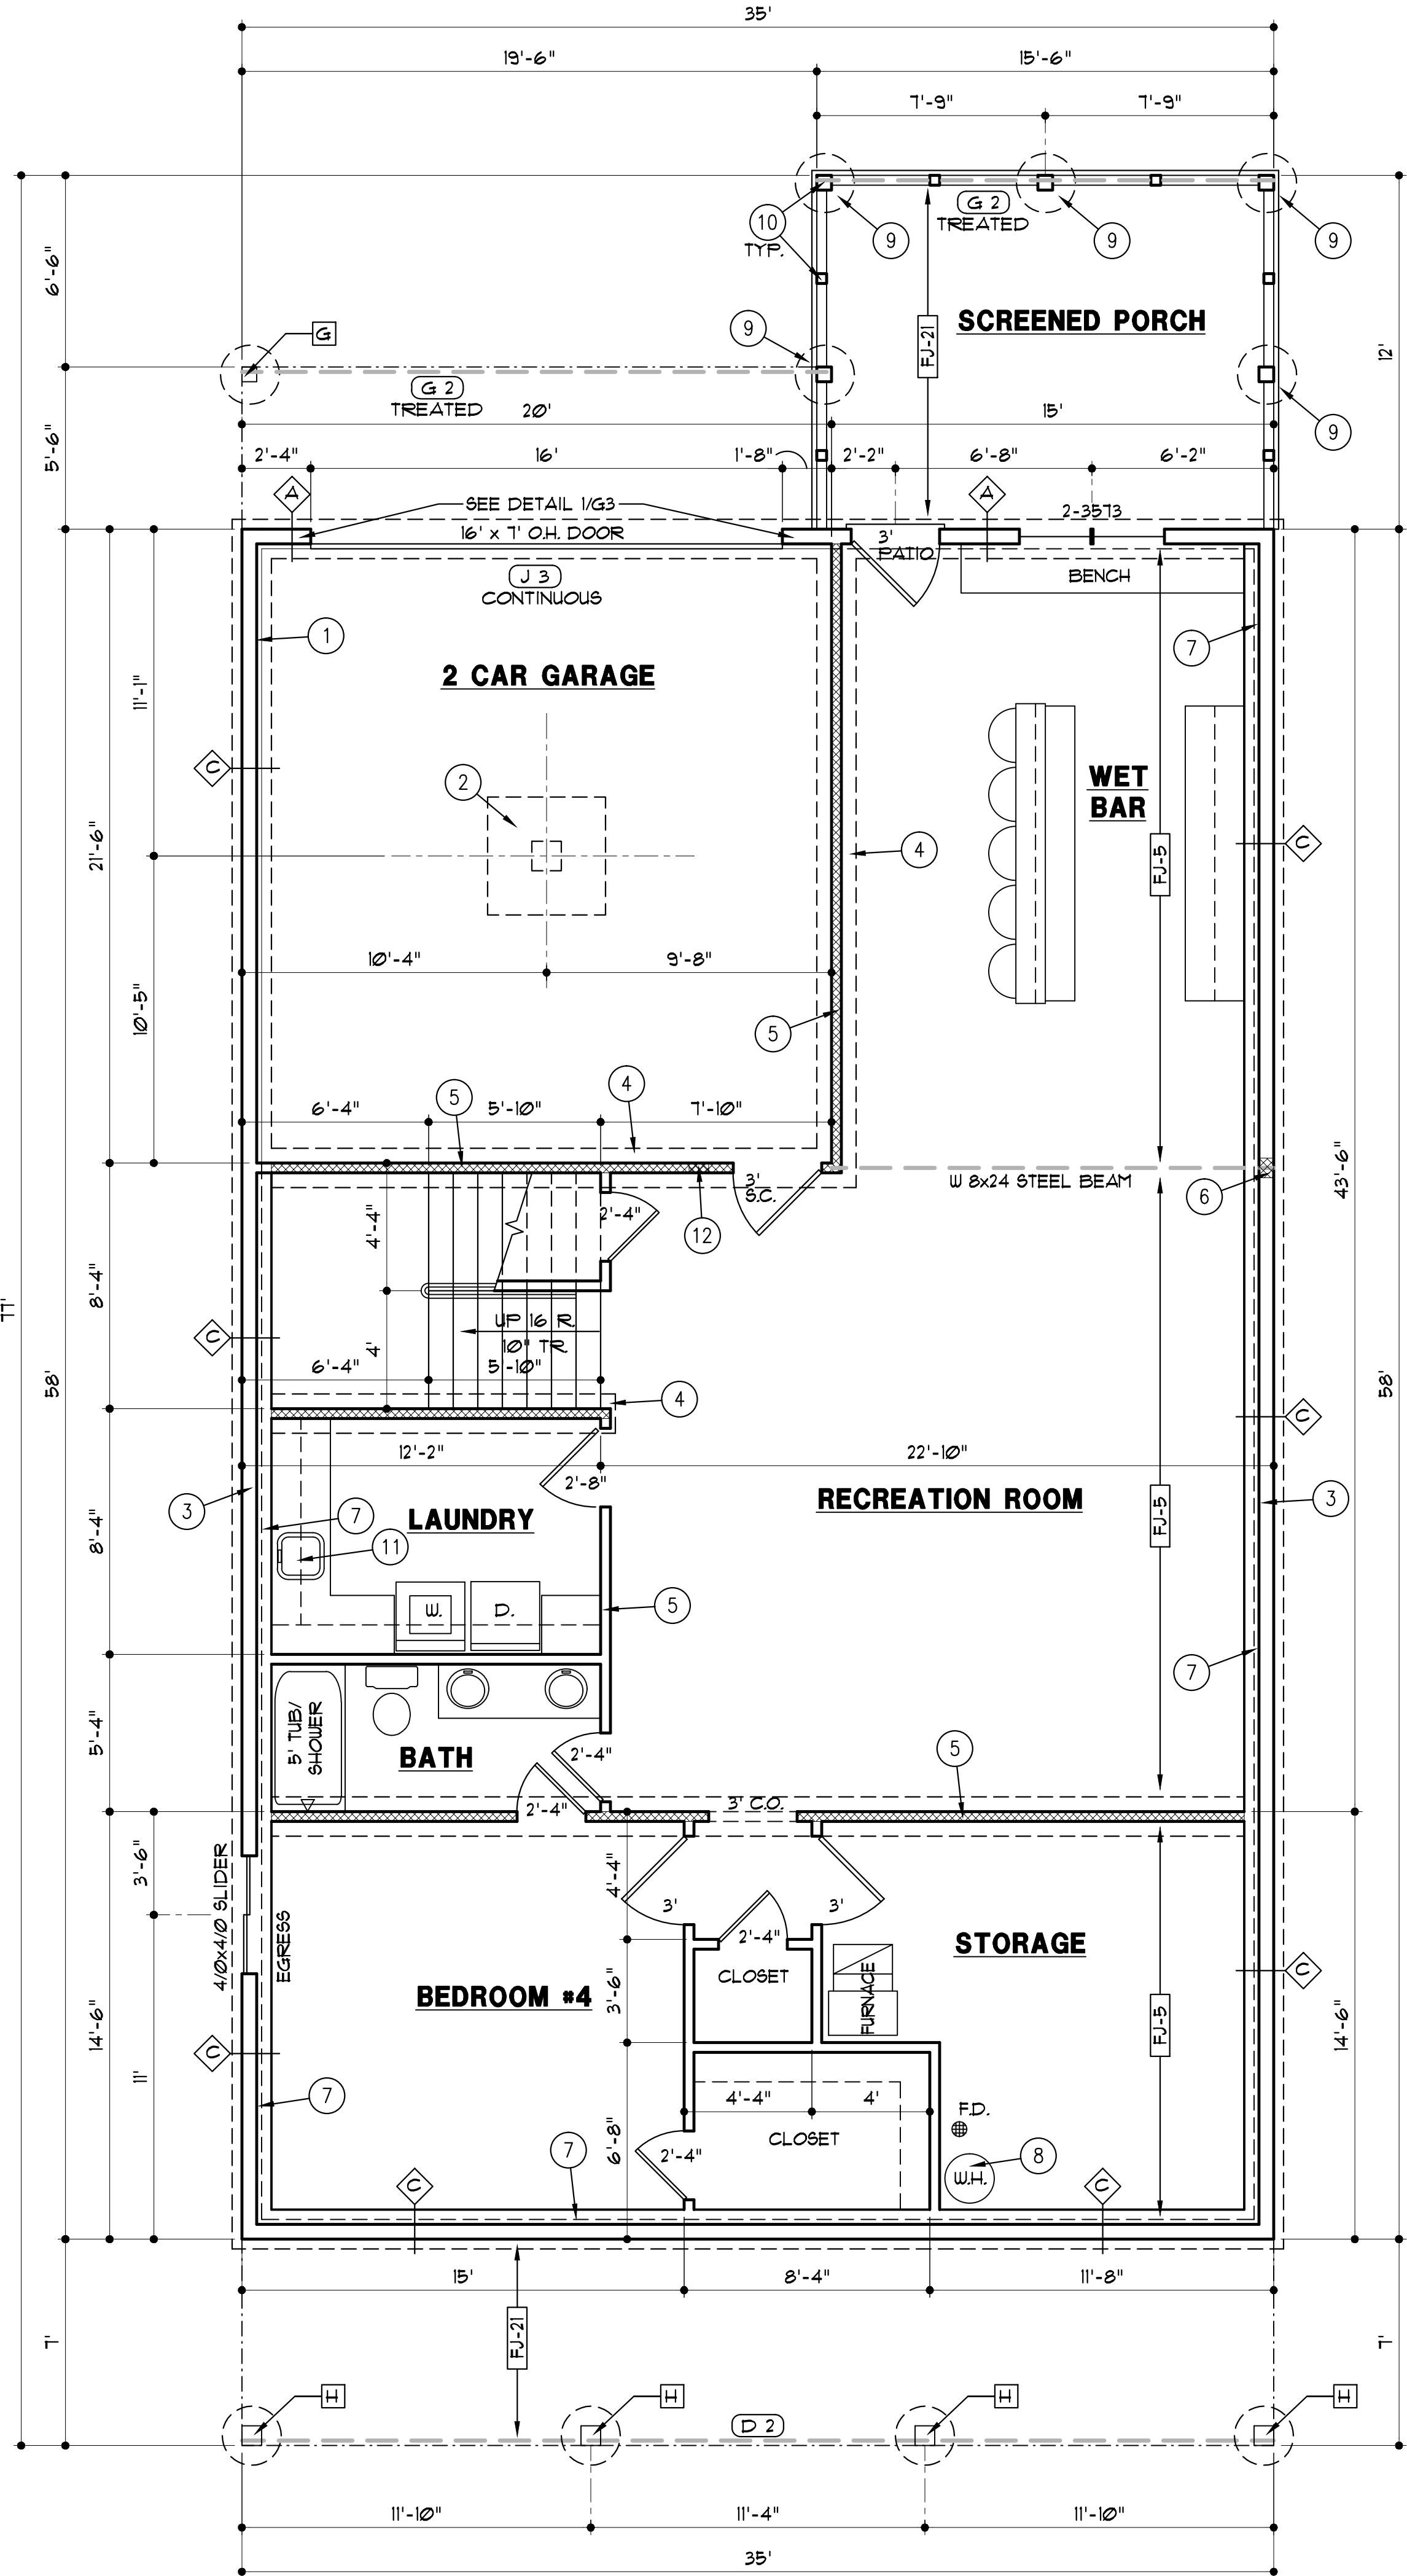 35'
19'-6" 15'-6"
7'-9" 7'-9"
6'-6"
12'
10
TYP.
G 2
TREATED
9 9 9
FJ-21
SCREENED PORCH
G
9
G 2
TREATED
20' 15'
9
5'-6"
2'-4" 16' 1'-8" 2'-2" 6'-8" 6'-2"
A SEE DETAIL 1/G3 A
16' x 7' O.H. DOOR
2-3573
3'
PATIO
J 3
CONTINUOUS
BENCH
1
7
2 CAR GARAGE
11'-1"
C
2
WET
BAR
4
C
FJ-5
21'-6"
10'-4" 9'-8"
10'-5"
5
5 4
6'-4" 5'-10" 7'-10"
3'
S.C.
W 8x24 STEEL BEAM
6
43'-6"
12
2'-4"
4'-4"
8'-4"
77'
C
UP 16 R.
10" TR.
4'
6'-4" 5'-10"
58'
58'
4
C
12'-2" 22'-10"
2'-8"
3
7
LAUNDRY
11
RECREATION ROOM
FJ-5
3
8'-4"
W. D.
5
7
5' TUB/
SHOWER
BATH
2'-4"
5'-4"
2'-4"
3' C.O.
5
4/0x4/0 SLIDER
EGRESS
3'-6"
4'-4"
3' 3'
2'-4"
CLOSET
FURNACE
STORAGE
C
BEDROOM #4
3'-6"
FJ-5
14'-6"
14'-6"
C
11'
7
4'-4" 4'
F.D.
CLOSET
6'-8"
2'-4"
7
W.H.
8
C C
15' 8'-4" 11'-8"
7'
FJ-21
7'
H H H H
D 2
11'-10" 11'-4" 11'-10"
35'